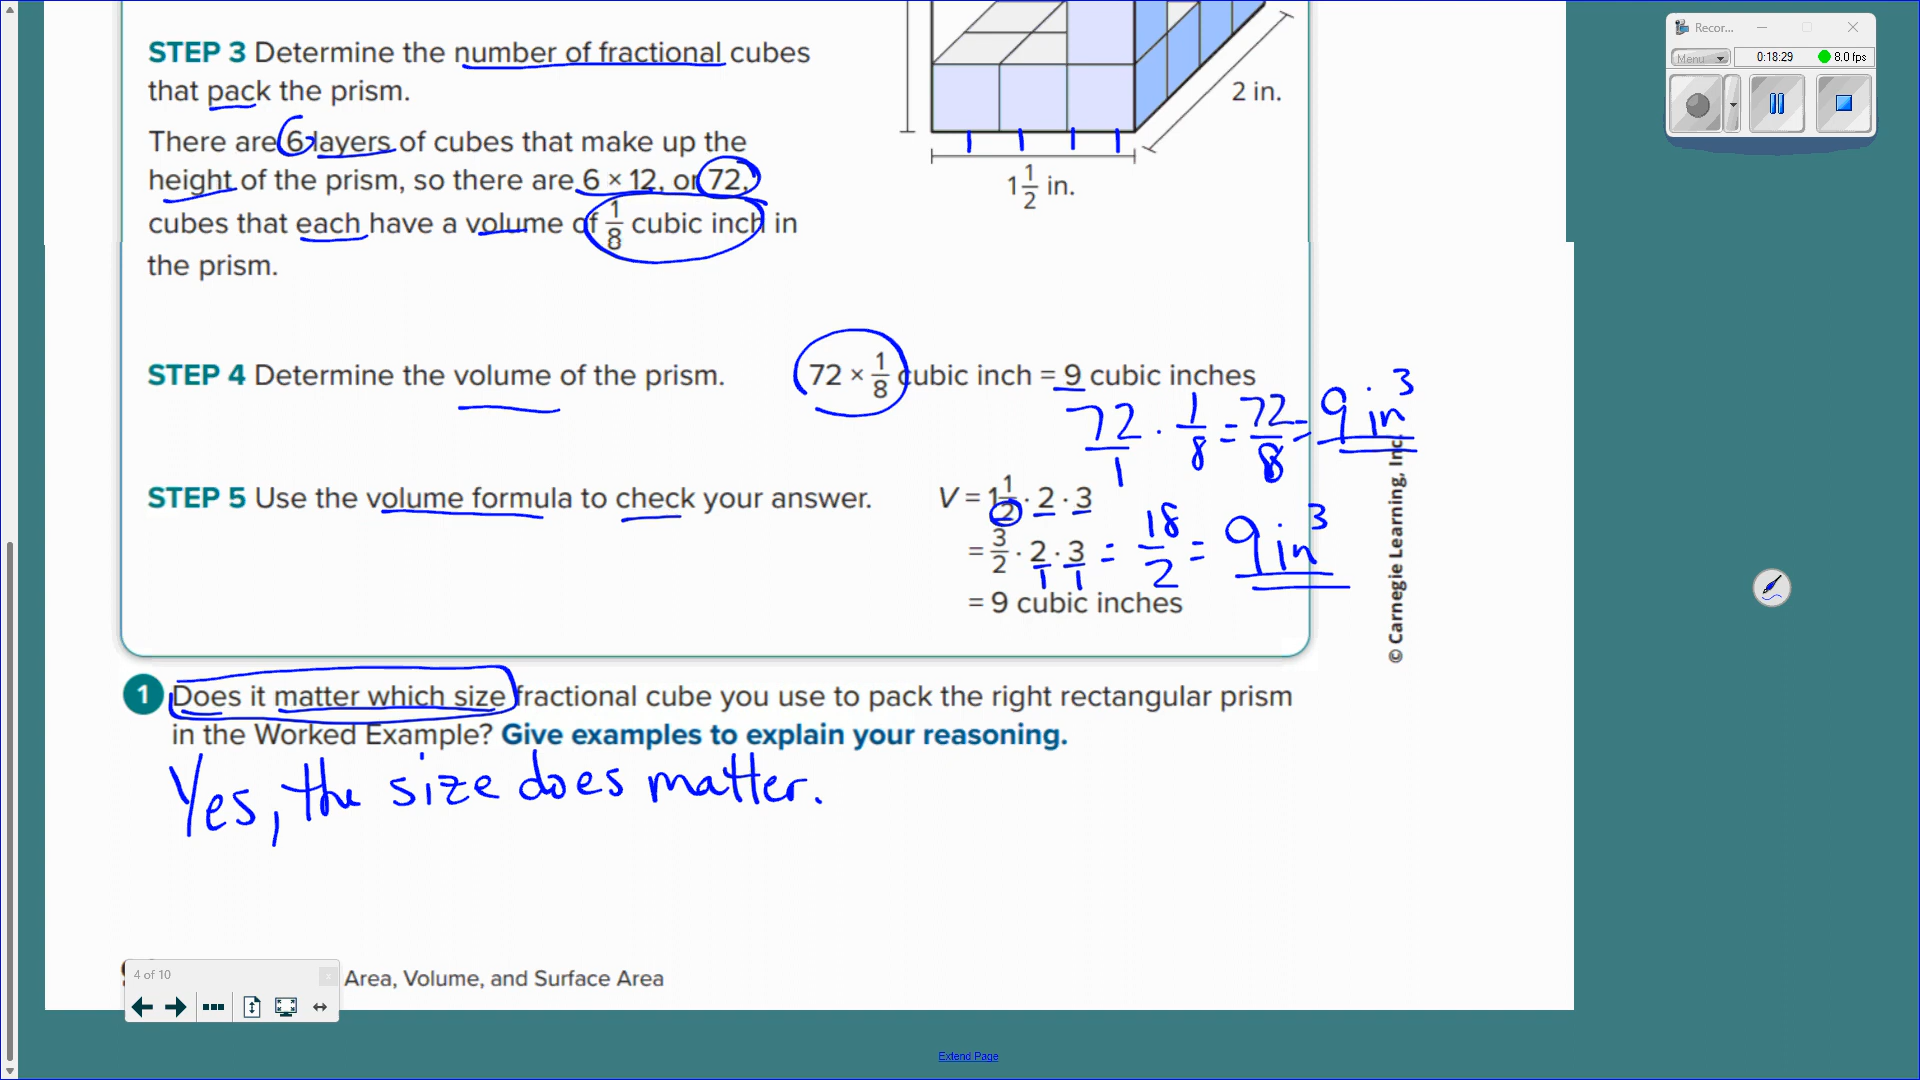 STEP 3 Determine the number of fractional cubes
that pack the prism.
There are 6 layers of cubes that make up the
height of the prism, so there are 6 × 12, or 72,
cubes that each have a volume of 1/8 cubic inch in
the prism.
2 in.
1 1/2 in.
STEP 4 Determine the volume of the prism.
72 × 1/8 cubic inch = 9 cubic inches
72/1 · 1/8 = 72/8 = 9 in³
STEP 5 Use the volume formula to check your answer.
V = 1 1/2 · 2 · 3
= 3/2 · 2/1 · 3/1 = 18/2 = 9 in³
= 9 cubic inches
© Carnegie Learning, Inc.
1 Does it matter which size fractional cube you use to pack the right rectangular prism
in the Worked Example? Give examples to explain your reasoning.
Yes, the size does matter.
Area, Volume, and Surface Area
4 of 10
Extend Page
Recor...
Menu
0:18:29
8.0 fps